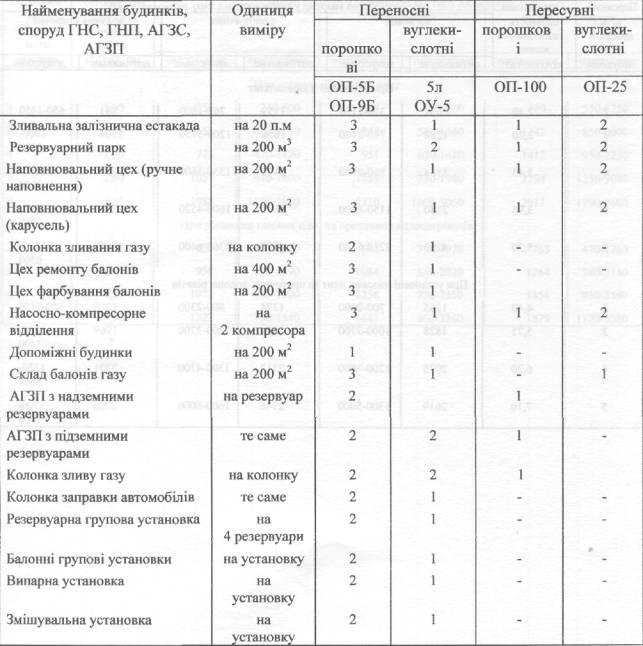 Найменування будинків, споруд ГНС, ГНП, АГЗС, АГЗП | Одиниця виміру | Переносні | Пересувні
порошко ві | вуглеки- слотні | порошков і | вуглеки- слотні
ОП-5Б ОП-9Б | 5л ОУ-5 | ОП-100 | ОП-25
Зливальна залізнична естакада | на 20 п.м | 3 | 1 | 1 | 2
Резервуарний парк | на 200 м³ | 3 | 2 | 1 | 2
Наповнювальний цех (ручне наповнення) | на 200 м² | 3 | 1 | 1 | 2
Наповнювальний цех (карусель) | на 200 м² | 3 | 1 | 1 | 2
Колонка зливання газу | на колонку | 2 | 1 | - | -
Цех ремонту балонів | на 400 м² | 3 | 1 | - | -
Цех фарбування балонів | на 200 м² | 3 | 1 | - | -
Насосно-компресорне відділення | на 2 компресора | 3 | 1 | 1 | 2
Допоміжні будинки | на 200 м² | 1 | 1 | - | -
Склад балонів газу | на 200 м² | 3 | 1 | - | 1
АГЗП з надземними резервуарами | на резервуар | 2 | 1
АГЗП з підземними резервуарами | те саме | 2 | 2 | 1 | -
Колонка зливу газу | на колонку | 2 | 2 | 1
Колонка заправки автомобілів | те саме | 2 | 1 | - | -
Резервуарна групова установка | на 4 резервуари | 2 | 1 | - | -
Балонні групові установки | на установку | 2 | 1 | - | -
Випарна установка | на установку | 2 | 1 | - | -
Змішувальна установка | на установку | 2 | 1 | - | -